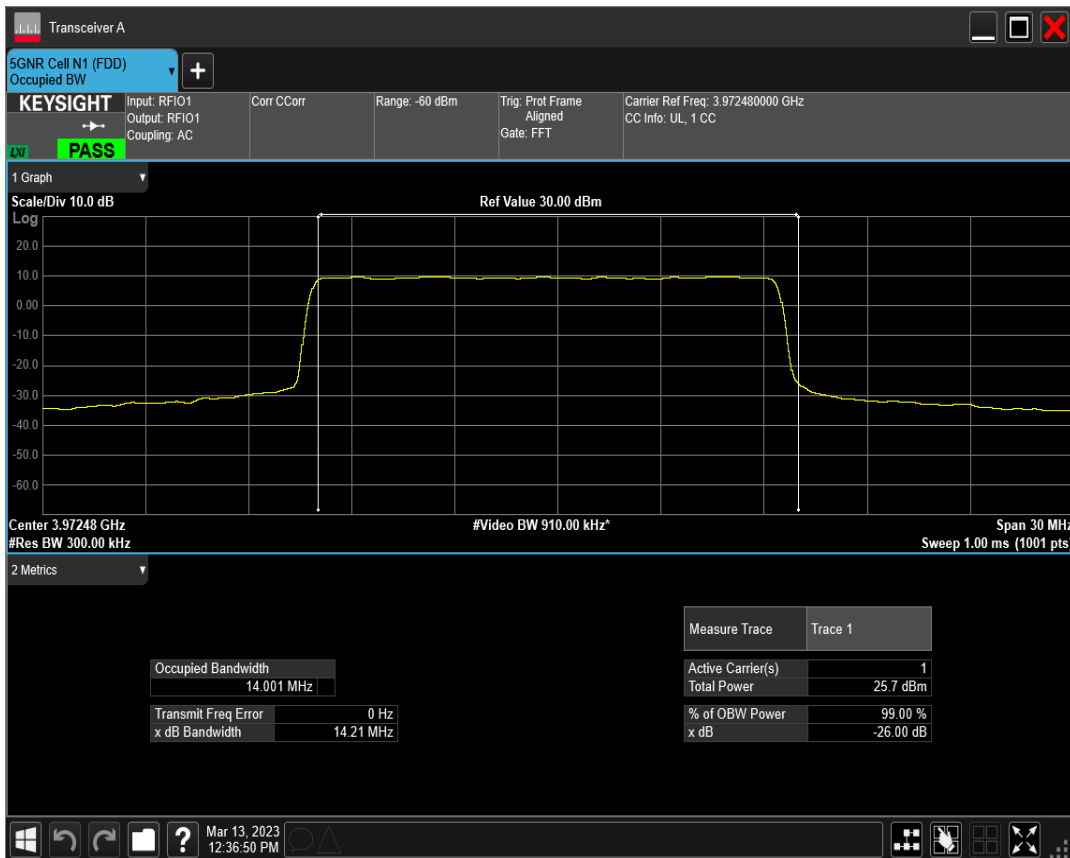 Transceiver A
5GNR Cell N1 (FDD)
Occupied BW
KEYSIGHT
LXI
PASS
Input: RFIO1
Output: RFIO1
Coupling: AC
Corr CCorr
Range: -60 dBm
Trig: Prot Frame
Aligned
Gate: FFT
Carrier Ref Freq: 3.972480000 GHz
CC Info: UL, 1 CC
1 Graph
Scale/Div 10.0 dB
Ref Value 30.00 dBm
Log
20.0
10.0
0.00
-10.0
-20.0
-30.0
-40.0
-50.0
-60.0
Center 3.97248 GHz
#Video BW 910.00 kHz*
Span 30 MHz
#Res BW 300.00 kHz
Sweep 1.00 ms (1001 pts)
2 Metrics
Measure Trace Trace 1
Occupied Bandwidth
14.001 MHz
Active Carrier(s) 1
Total Power 25.7 dBm
Transmit Freq Error 0 Hz
x dB Bandwidth 14.21 MHz
% of OBW Power 99.00 %
x dB -26.00 dB
?
Mar 13, 2023
12:36:50 PM